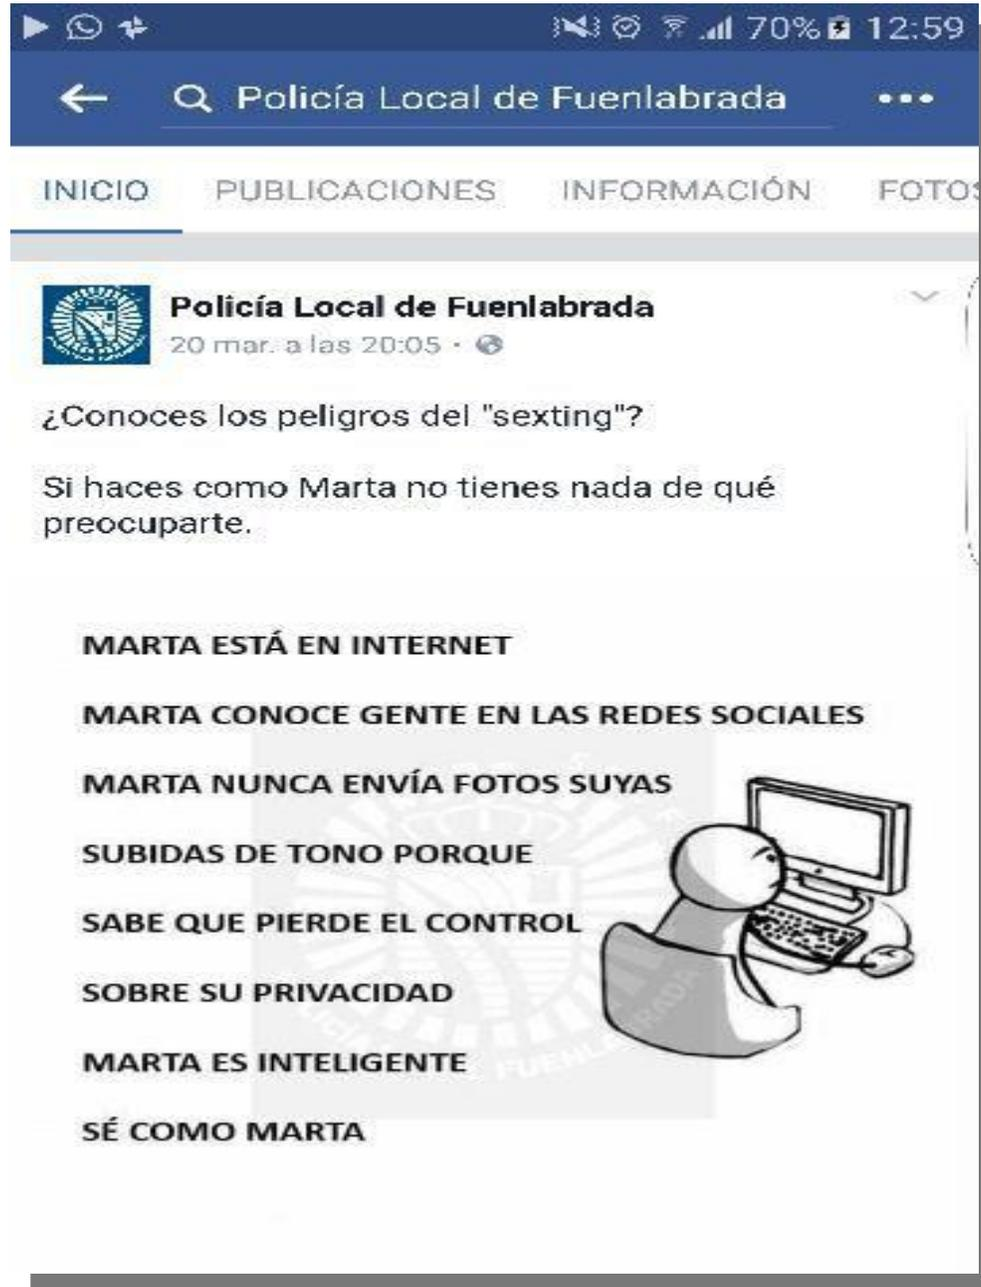 70% 12:59
Policía Local de Fuenlabrada
INICIO PUBLICACIONES INFORMACIÓN FOTOS
Policía Local de Fuenlabrada
20 mar. a las 20:05 ·
¿Conoces los peligros del "sexting"?
Si haces como Marta no tienes nada de qué
preocuparte.
MARTA ESTÁ EN INTERNET
MARTA CONOCE GENTE EN LAS REDES SOCIALES
MARTA NUNCA ENVÍA FOTOS SUYAS
SUBIDAS DE TONO PORQUE
SABE QUE PIERDE EL CONTROL
SOBRE SU PRIVACIDAD
MARTA ES INTELIGENTE
SÉ COMO MARTA